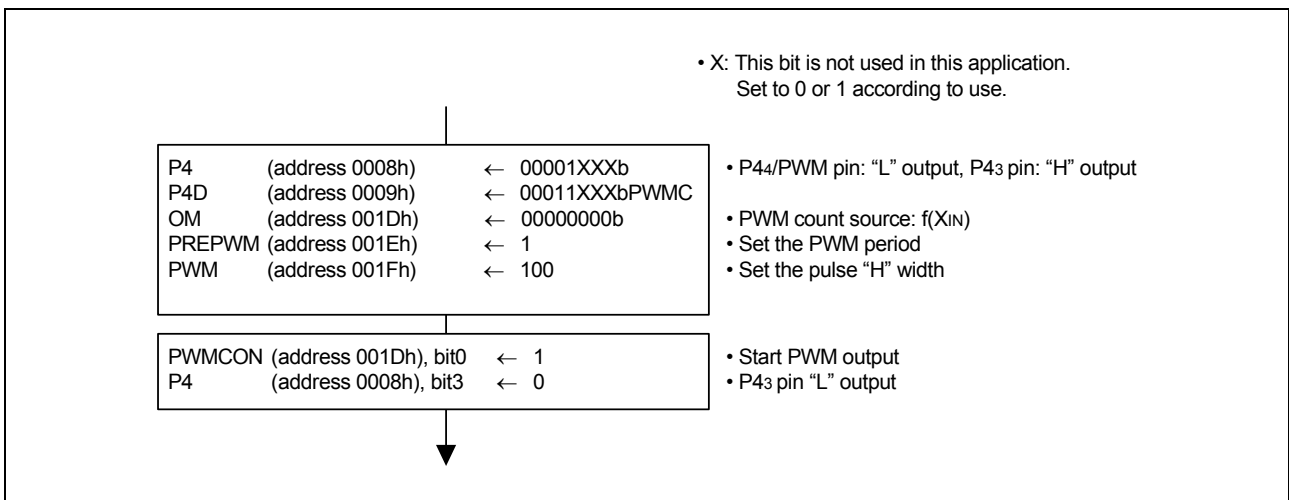 • X: This bit is not used in this application.
Set to 0 or 1 according to use.
P4 (address 0008h) ← 00001XXXb • P44/PWM pin: “L” output, P43 pin: “H” output
P4D (address 0009h) ← 00011XXXbPWMC
OM (address 001Dh) ← 00000000b • PWM count source: f(XIN)
PREPWM (address 001Eh) ← 1 • Set the PWM period
PWM (address 001Fh) ← 100 • Set the pulse “H” width
PWMCON (address 001Dh), bit0 ← 1 • Start PWM output
P4 (address 0008h), bit3 ← 0 • P43 pin “L” output